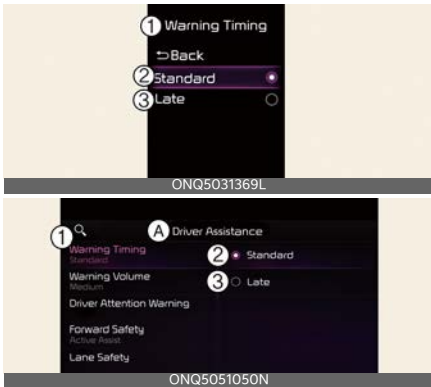 ① Warning Timing
Back
② Standard
③ Late
ONQ5031369L
Ⓐ Driver Assistance
① Warning Timing
Standard
② Standard
Warning Volume
Medium
③ Late
Driver Attention Warning
Forward Safety
Active Assist
Lane Safety
ONQ5051050N